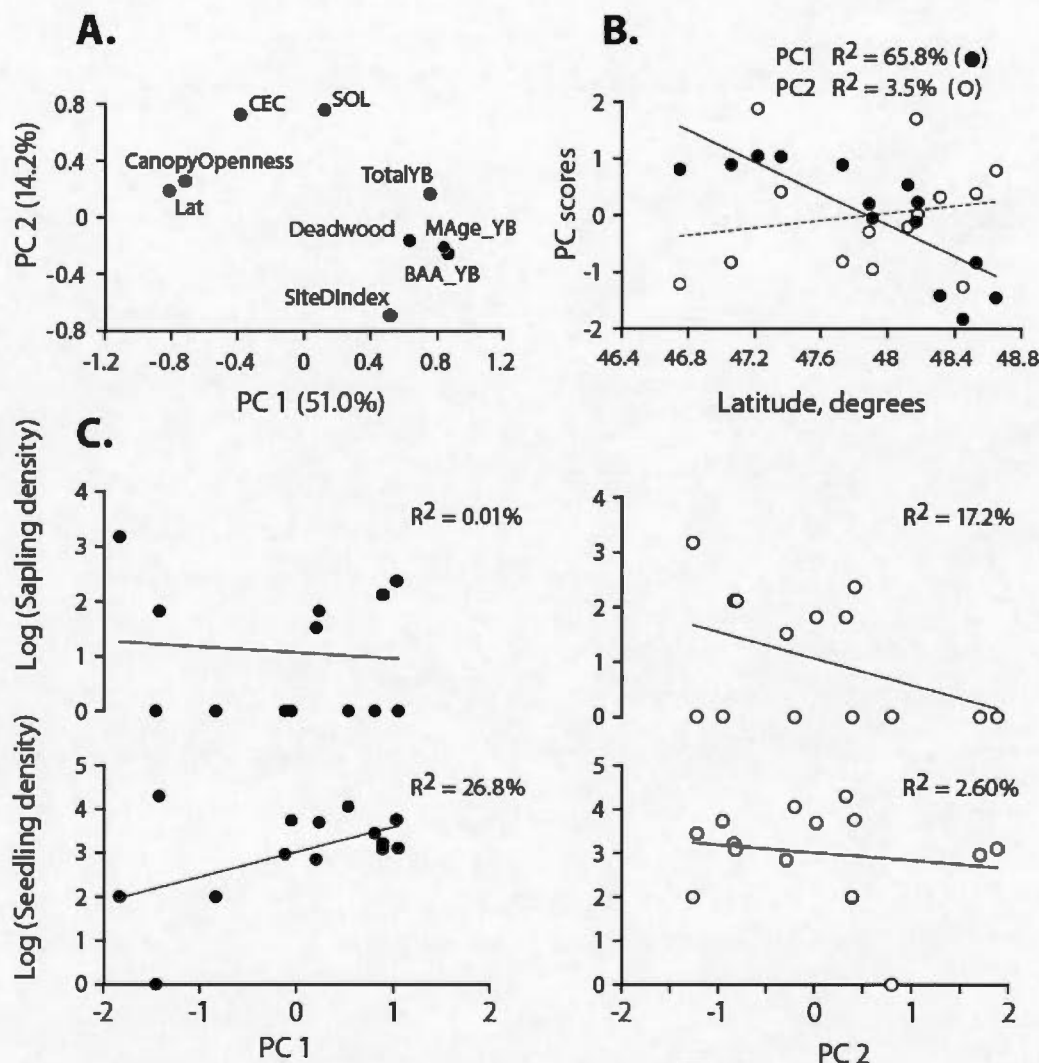 A.
PC 2 (14.2%)
0.8
0.4
0
-0.4
-0.8
CEC
SOL
CanopyOpenness
Lat
TotalYB
Deadwood
MAge_YB
BAA_YB
SiteDIndex
-1.2 -0.8 -0.4 0 0.4 0.8 1.2
PC 1 (51.0%)
B.
PC1 R2 = 65.8% (●)
PC2 R2 = 3.5% (○)
PC scores
2
1
0
-1
-2
46.4 46.8 47.2 47.6 48 48.4 48.8
Latitude, degrees
C.
Log (Sapling density)
4
3
2
1
0
R2 = 0.01%
4
3
2
1
0
R2 = 17.2%
Log (Seedling density)
5
4
3
2
1
0
R2 = 26.8%
-2 -1 0 1 2
PC 1
5
4
3
2
1
0
R2 = 2.60%
-2 -1 0 1 2
PC 2